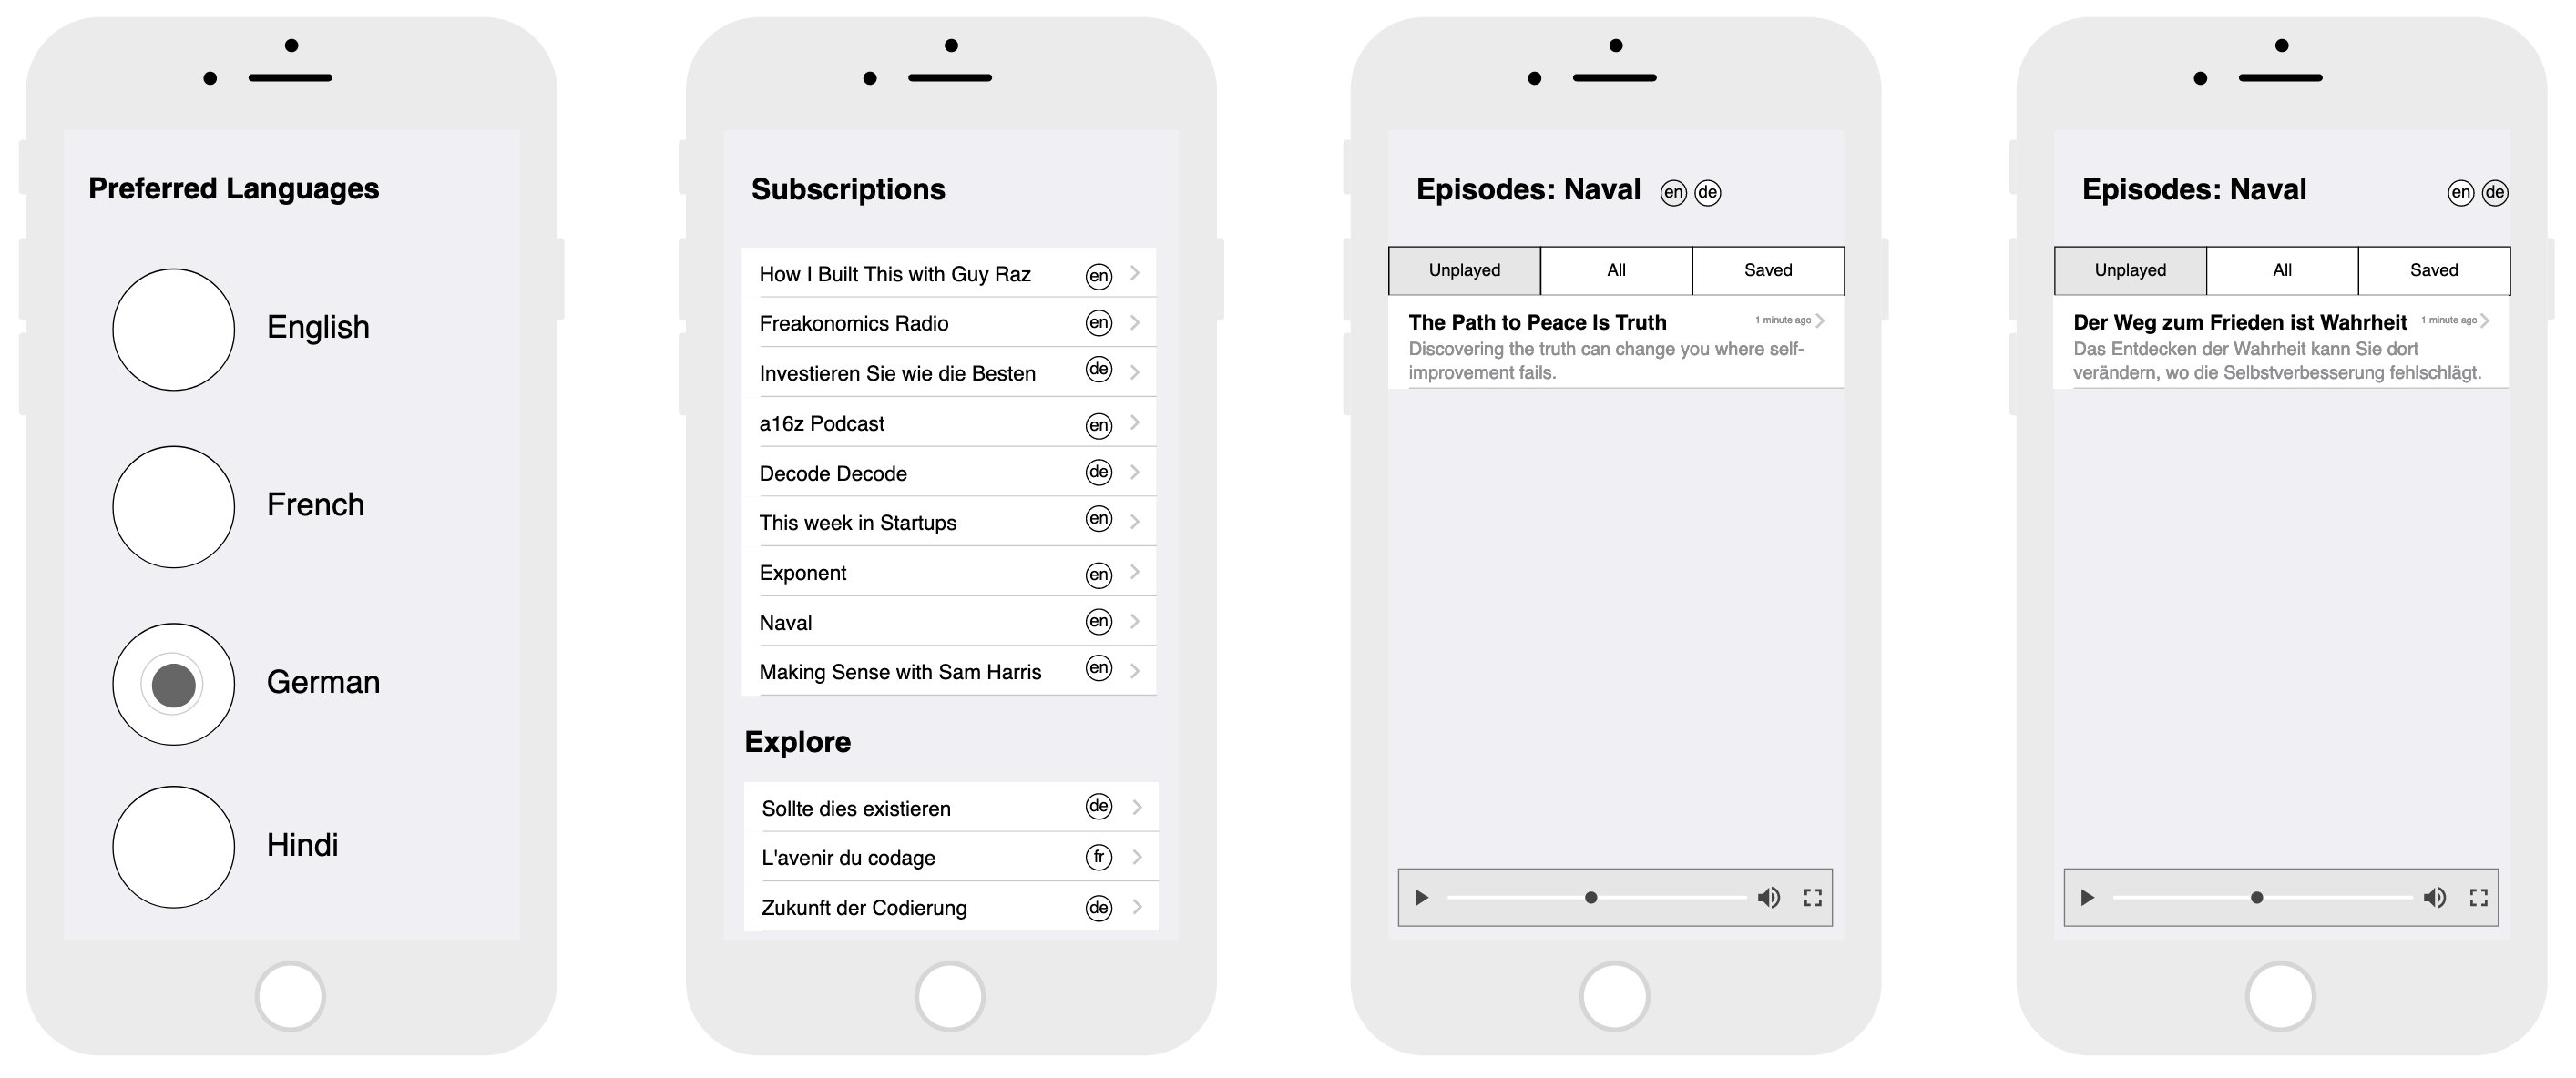 Preferred Languages
English
French
German
Hindi
Subscriptions
How I Built This with Guy Raz en
Freakonomics Radio en
Investieren Sie wie die Besten de
a16z Podcast en
Decode Decode de
This week in Startups en
Exponent en
Naval en
Making Sense with Sam Harris en
Explore
Sollte dies existieren de
L'avenir du codage fr
Zukunft der Codierung de
Episodes: Naval en de
Unplayed All Saved
The Path to Peace Is Truth 1 minute ago
Discovering the truth can change you where self-
improvement fails.
Episodes: Naval en de
Unplayed All Saved
Der Weg zum Frieden ist Wahrheit 1 minute ago
Das Entdecken der Wahrheit kann Sie dort
verändern, wo die Selbstverbesserung fehlschlägt.